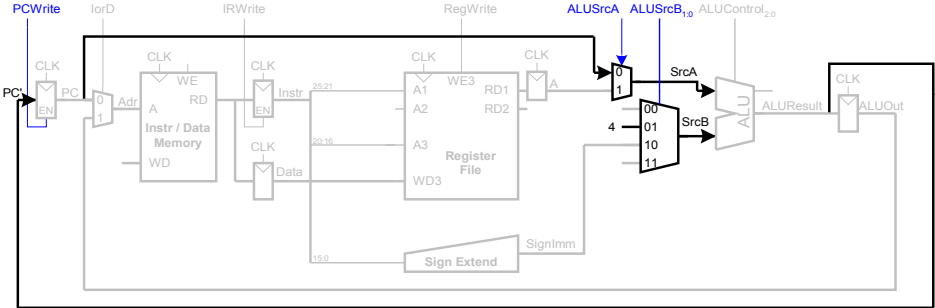 PCWrite IorD IRWrite RegWrite ALUSrcA ALUSrcB1:0 ALUControl2:0
CLK CLK CLK CLK CLK CLK
PC' EN PC 0 1 Adr
WE
A RD
Instr / Data
Memory
WD
EN Instr
25:21
20:16
15:0
CLK
Data
WE3
A1 RD1
A2 RD2
A3
Register
File
WD3
A
0
1
SrcA
00
4 01
10
11
SrcB
ALU
ALUResult
ALUOut
SignImm
Sign Extend